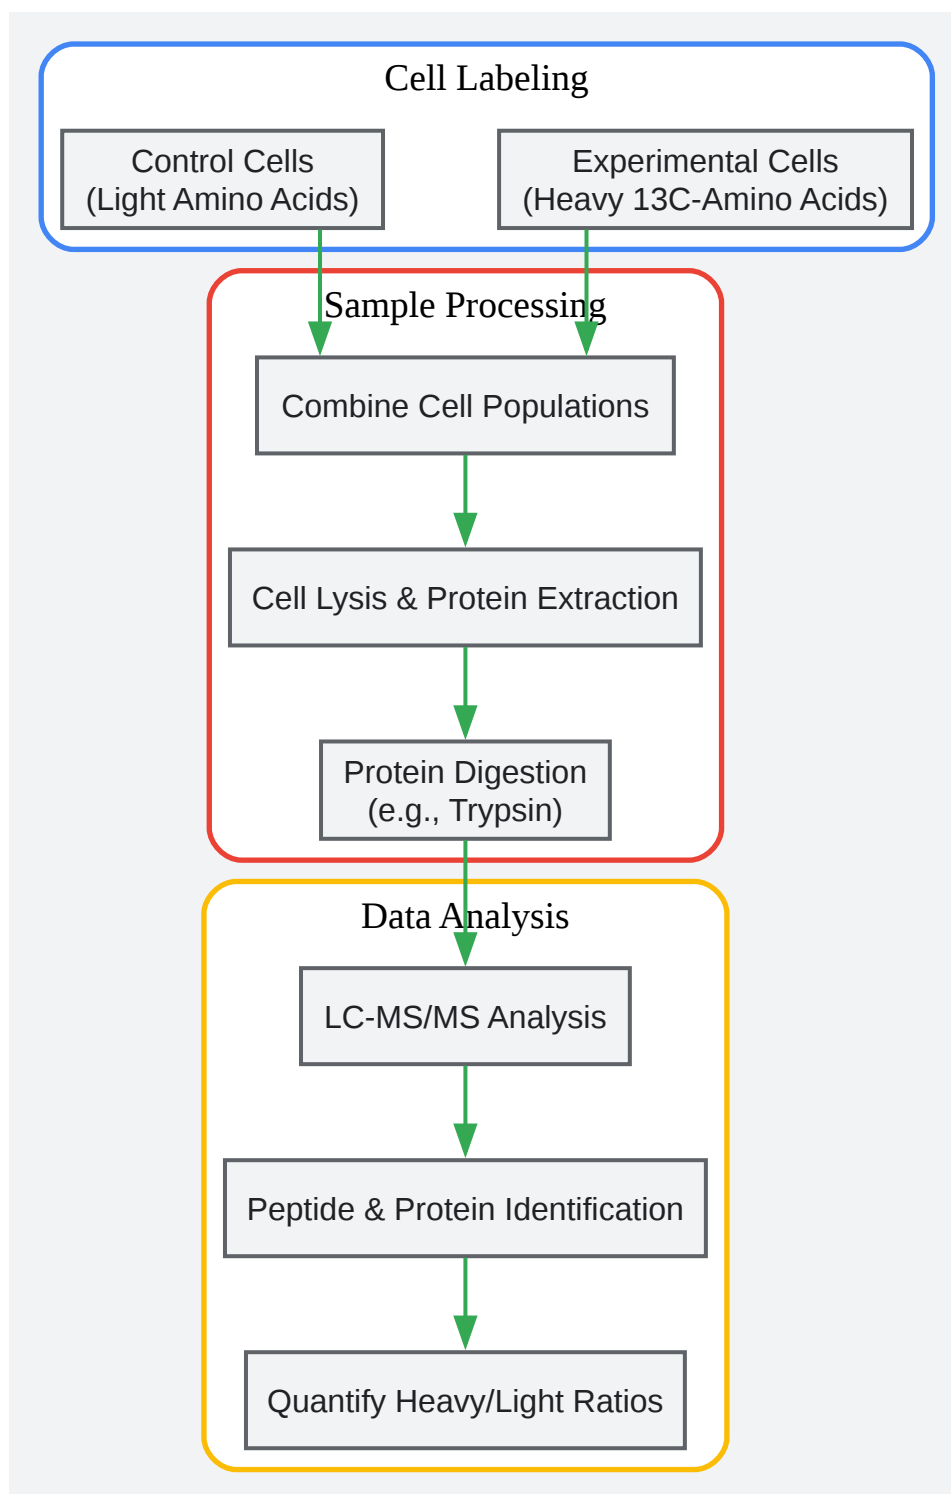 Cell Labeling
Control Cells
(Light Amino Acids)
Experimental Cells
(Heavy 13C-Amino Acids)
Sample Processing
Combine Cell Populations
Cell Lysis & Protein Extraction
Protein Digestion
(e.g., Trypsin)
Data Analysis
LC-MS/MS Analysis
Peptide & Protein Identification
Quantify Heavy/Light Ratios